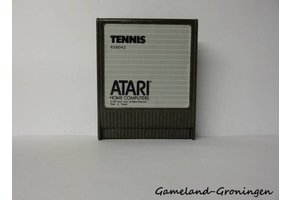 TENNIS
RX8042
ATARI
HOME COMPUTERS
Gameland-Groningen